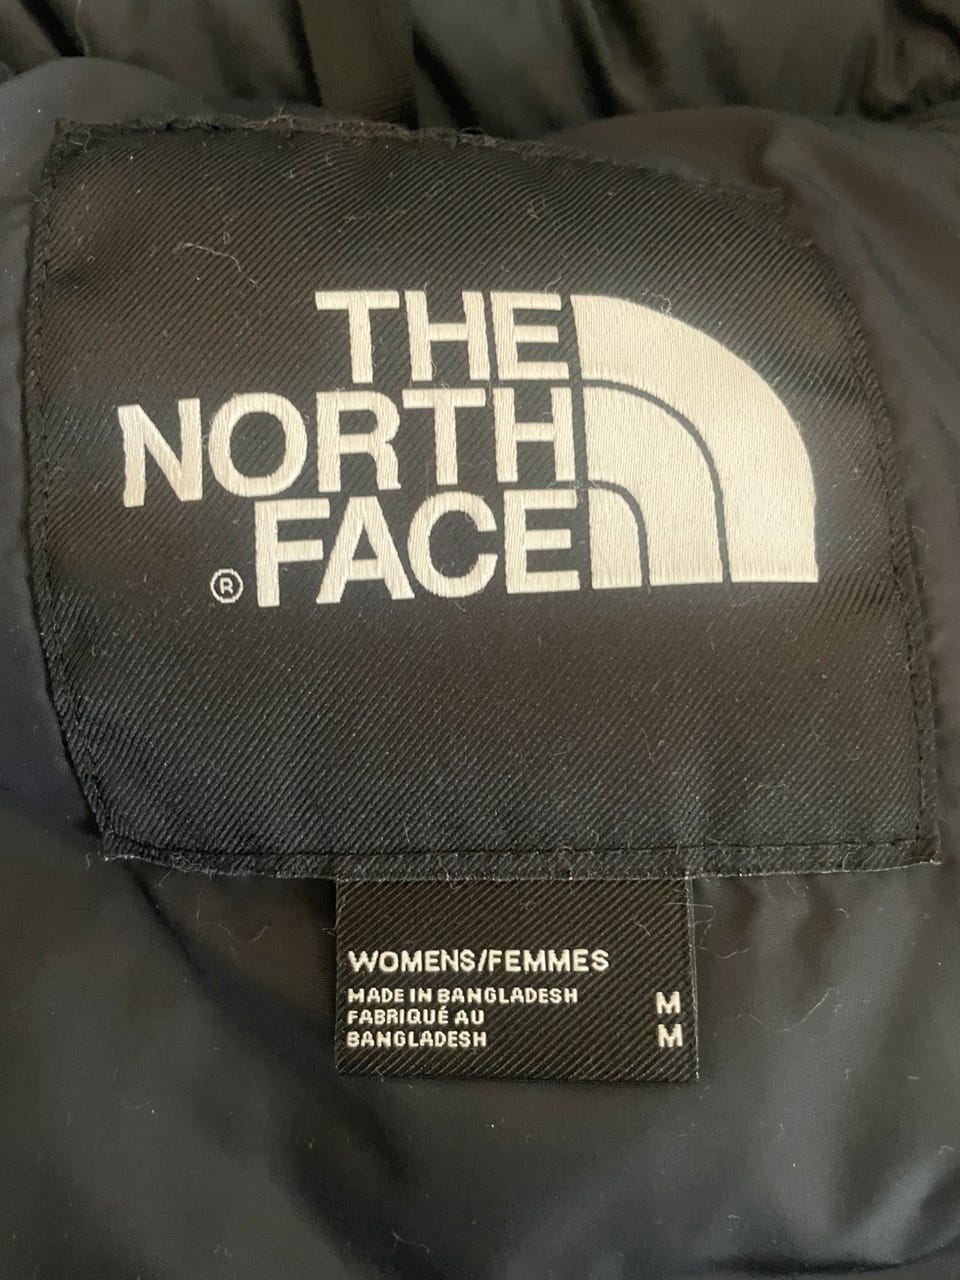 THE
NORTH
FACE
®
WOMENS/FEMMES
MADE IN BANGLADESH M
FABRIQUÉ AU
BANGLADESH M